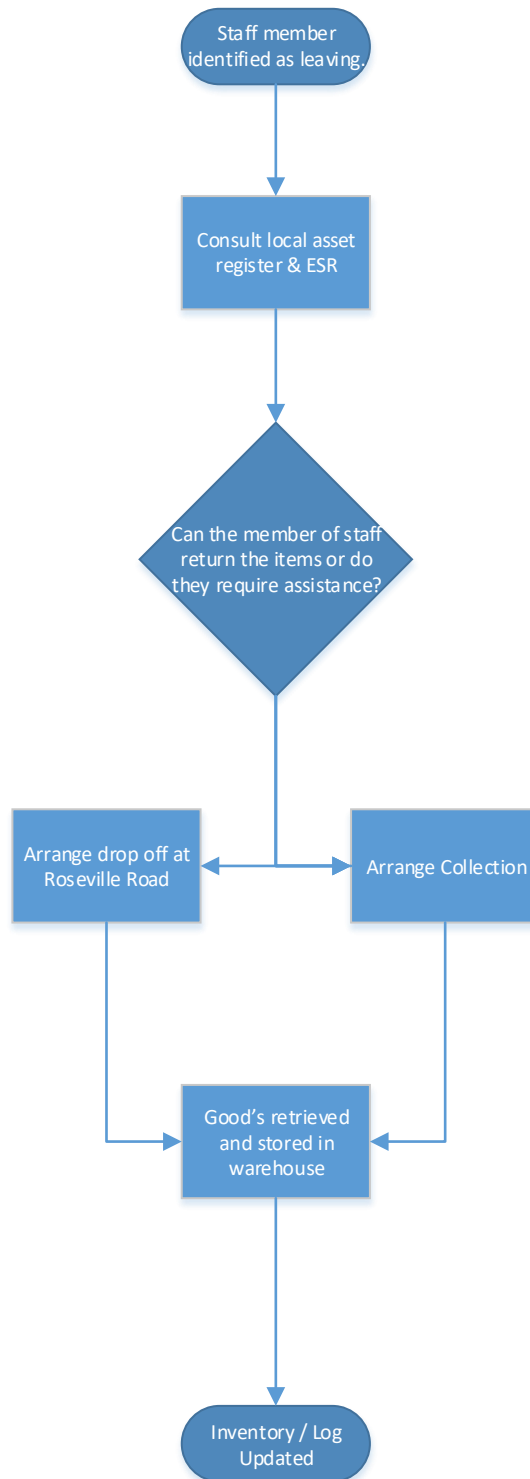 Staff member
identified as leaving.
Consult local asset
register & ESR
Can the member of staff
return the items or do
they require assistance?
Arrange drop off at
Roseville Road
Arrange Collection
Good’s retrieved
and stored in
warehouse
Inventory / Log
Updated